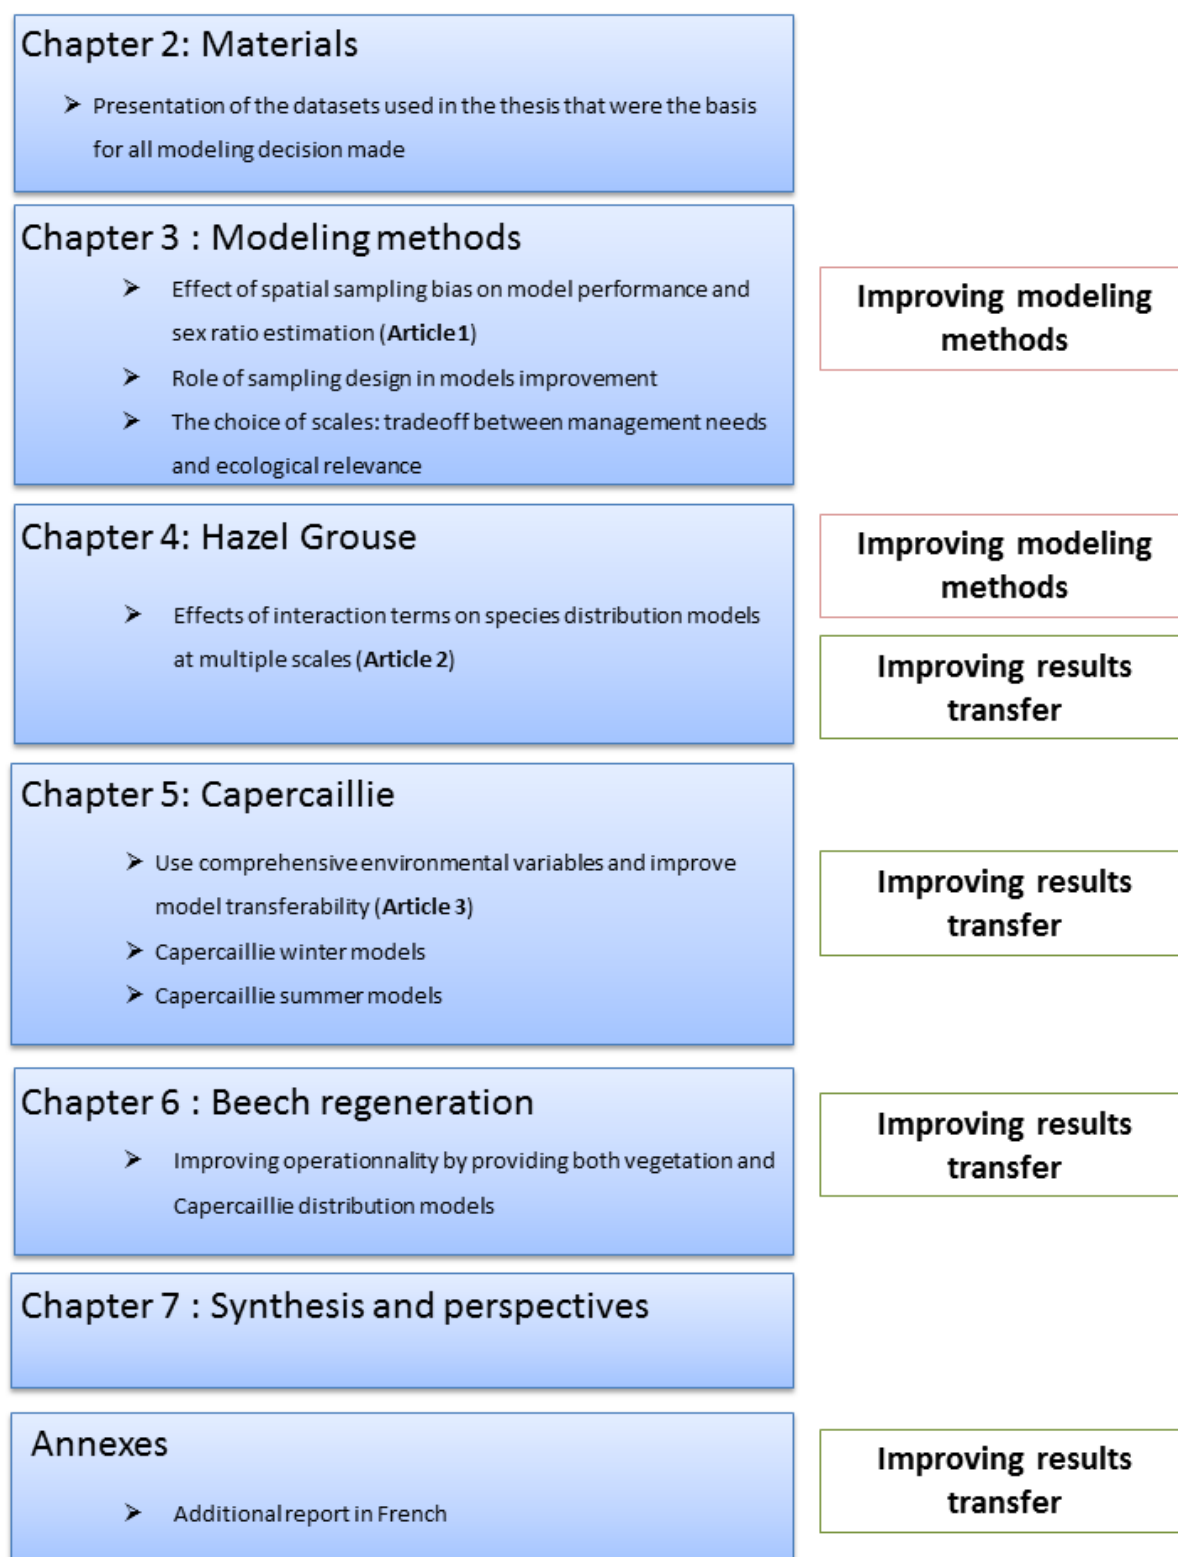 Chapter 2: Materials
➤ Presentation of the datasets used in the thesis that were the basis
for all modeling decision made
Chapter 3 : Modeling methods
➤ Effect of spatial sampling bias on model performance and
sex ratio estimation (Article 1)
➤ Role of sampling design in models improvement
➤ The choice of scales: tradeoff between management needs
and ecological relevance
Improving modeling
methods
Chapter 4: Hazel Grouse
➤ Effects of interaction terms on species distribution models
at multiple scales (Article 2)
Improving modeling
methods
Improving results
transfer
Chapter 5: Capercaillie
➤ Use comprehensive environmental variables and improve
model transferability (Article 3)
➤ Capercaillie winter models
➤ Capercaillie summer models
Improving results
transfer
Chapter 6 : Beech regeneration
➤ Improving operationnality by providing both vegetation and
Capercaillie distribution models
Improving results
transfer
Chapter 7 : Synthesis and perspectives
Annexes
➤ Additional report in French
Improving results
transfer